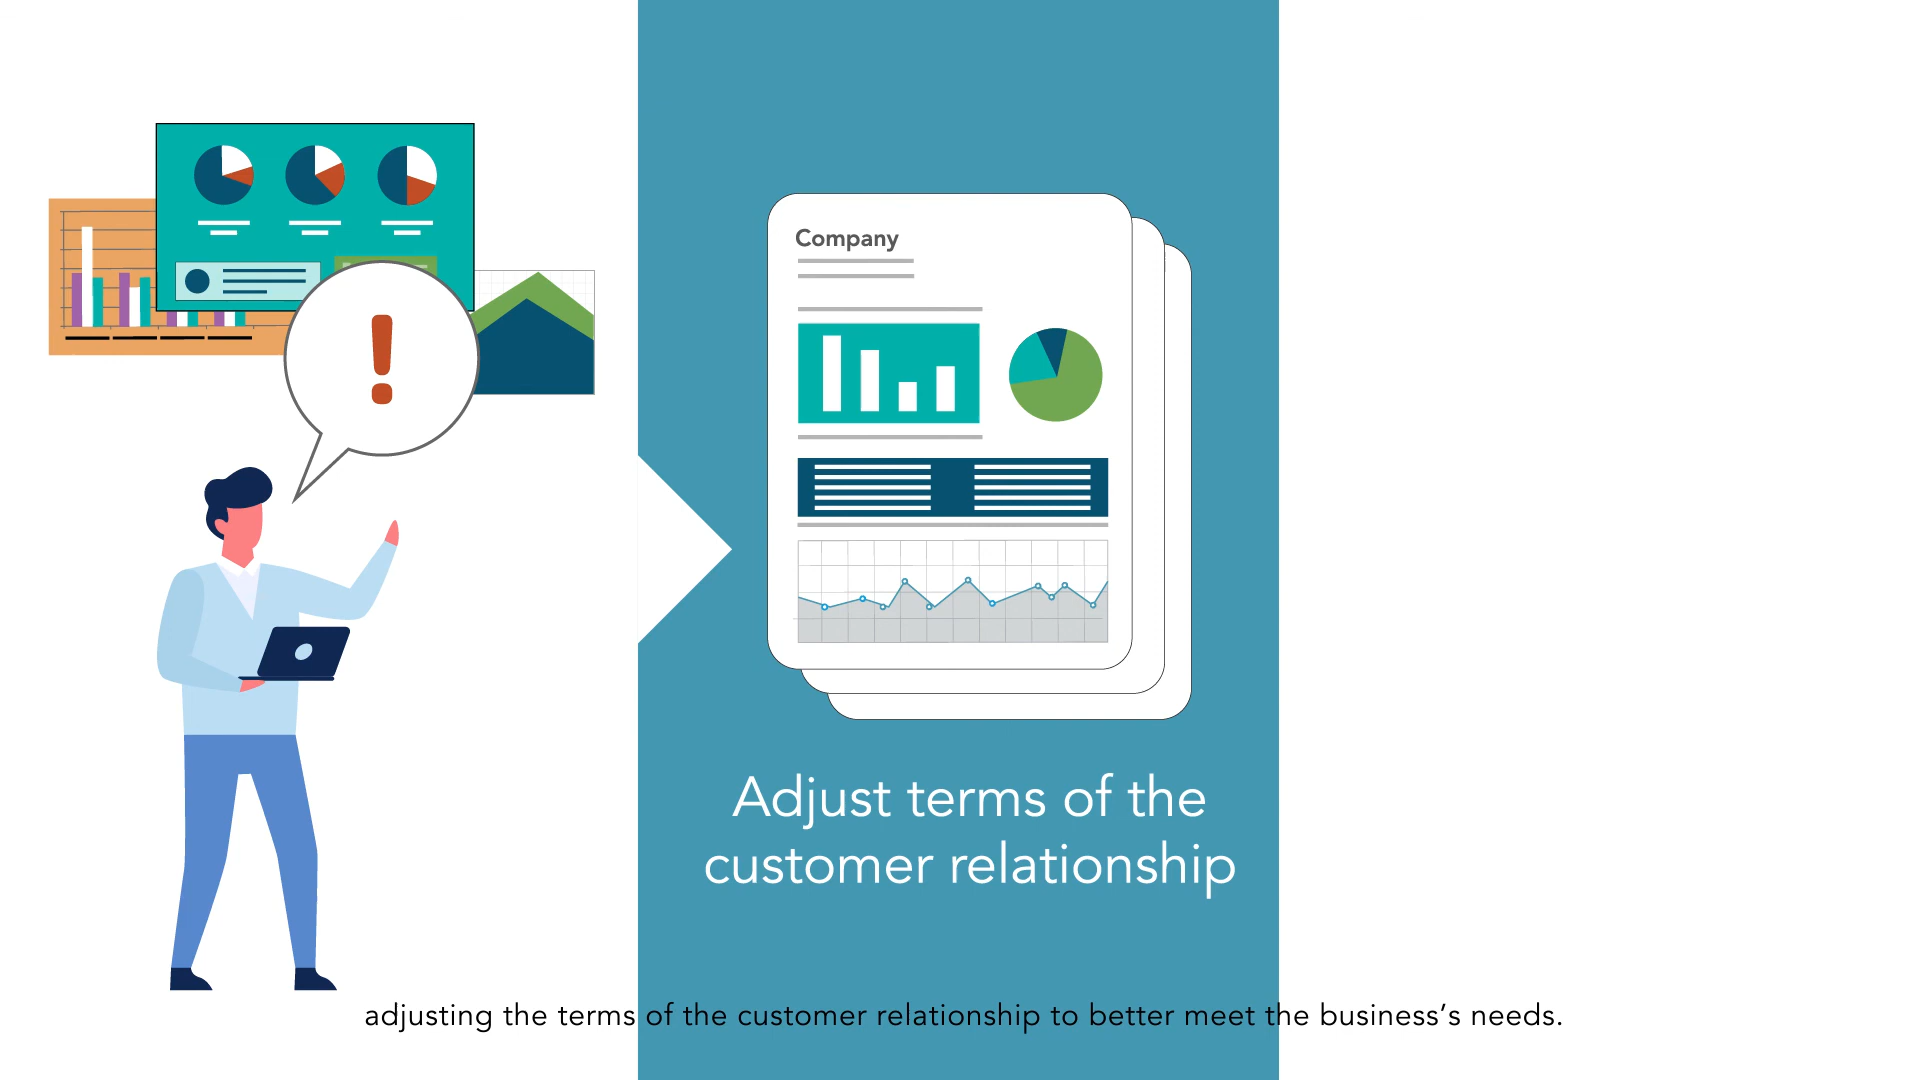 !
Company
Adjust terms of the
customer relationship
adjusting the terms of the customer relationship to better meet the business’s needs.